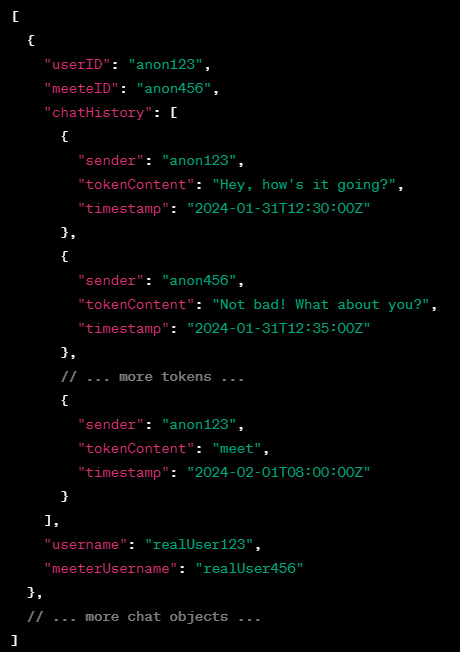 [
  {
    "userID": "anon123",
    "meeteID": "anon456",
    "chatHistory": [
      {
        "sender": "anon123",
        "tokenContent": "Hey, how's it going?",
        "timestamp": "2024-01-31T12:30:00Z"
      },
      {
        "sender": "anon456",
        "tokenContent": "Not bad! What about you?",
        "timestamp": "2024-01-31T12:35:00Z"
      },
      // ... more tokens ...
      {
        "sender": "anon123",
        "tokenContent": "meet",
        "timestamp": "2024-02-01T08:00:00Z"
      }
    ],
    "username": "realUser123",
    "meeterUsername": "realUser456"
  },
  // ... more chat objects ...
]